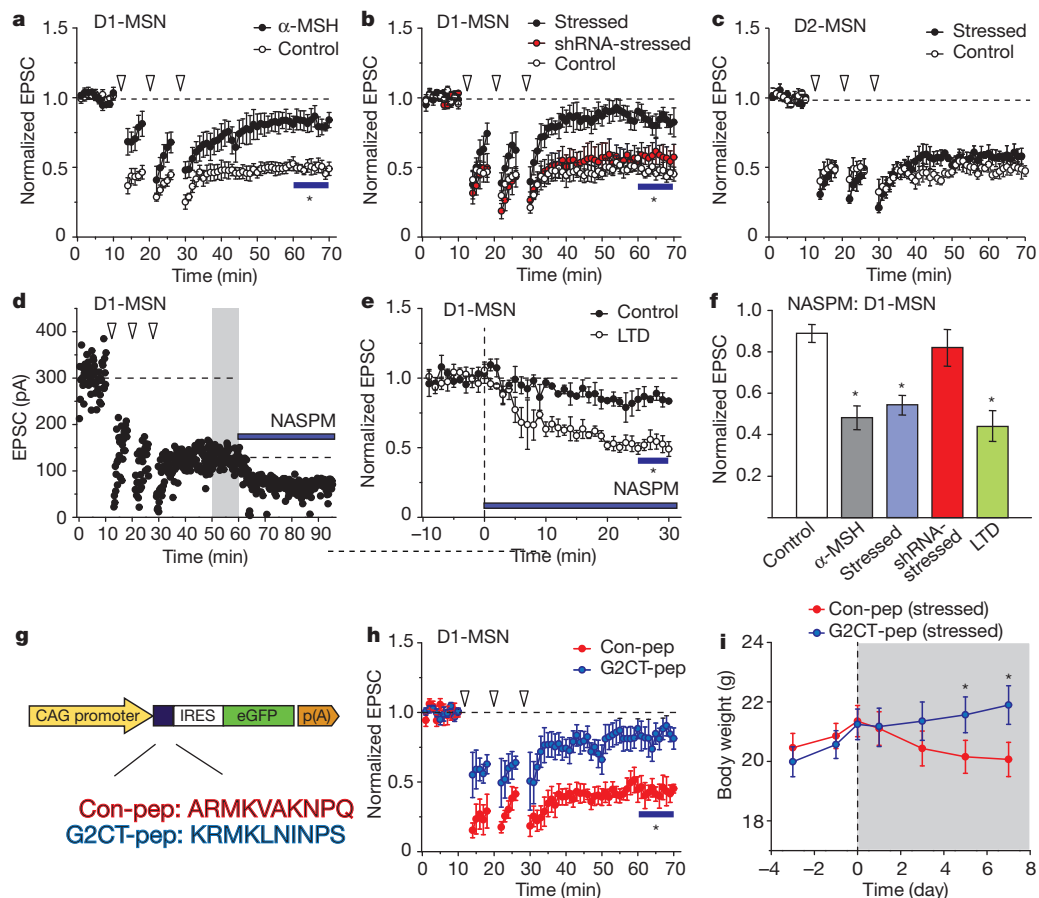 a D1-MSN
α-MSH
Control
Normalized EPSC
1.5
1.0
0.5
0
*
0 10 20 30 40 50 60 70
Time (min)
b D1-MSN
Stressed
shRNA-stressed
Control
Normalized EPSC
1.5
1.0
0.5
0
*
0 10 20 30 40 50 60 70
Time (min)
c D2-MSN
Stressed
Control
Normalized EPSC
1.5
1.0
0.5
0
0 10 20 30 40 50 60 70
Time (min)
d D1-MSN
EPSC (pA)
400
300
200
100
0
NASPM
0 10 20 30 40 50 60 70 80 90
Time (min)
e D1-MSN
Control
LTD
Normalized EPSC
1.5
1.0
0.5
0
*
NASPM
–10 0 10 20 30
Time (min)
f
NASPM: D1-MSN
Normalized EPSC
0.8
0.6
0.4
0.2
* * *
Control
α-MSH
Stressed
shRNA-
stressed
LTD
g
CAG promoter IRES eGFP p(A)
Con-pep: ARMKVAKNPQ
G2CT-pep: KRMKLNINPS
h D1-MSN
Con-pep
G2CT-pep
Normalized EPSC
1.5
1.0
0.5
0
*
0 10 20 30 40 50 60 70
Time (min)
i
Con-pep (stressed)
G2CT-pep (stressed)
Body weight (g)
24
22
20
18
17
* *
–4 –2 0 2 4 6 8
Time (day)